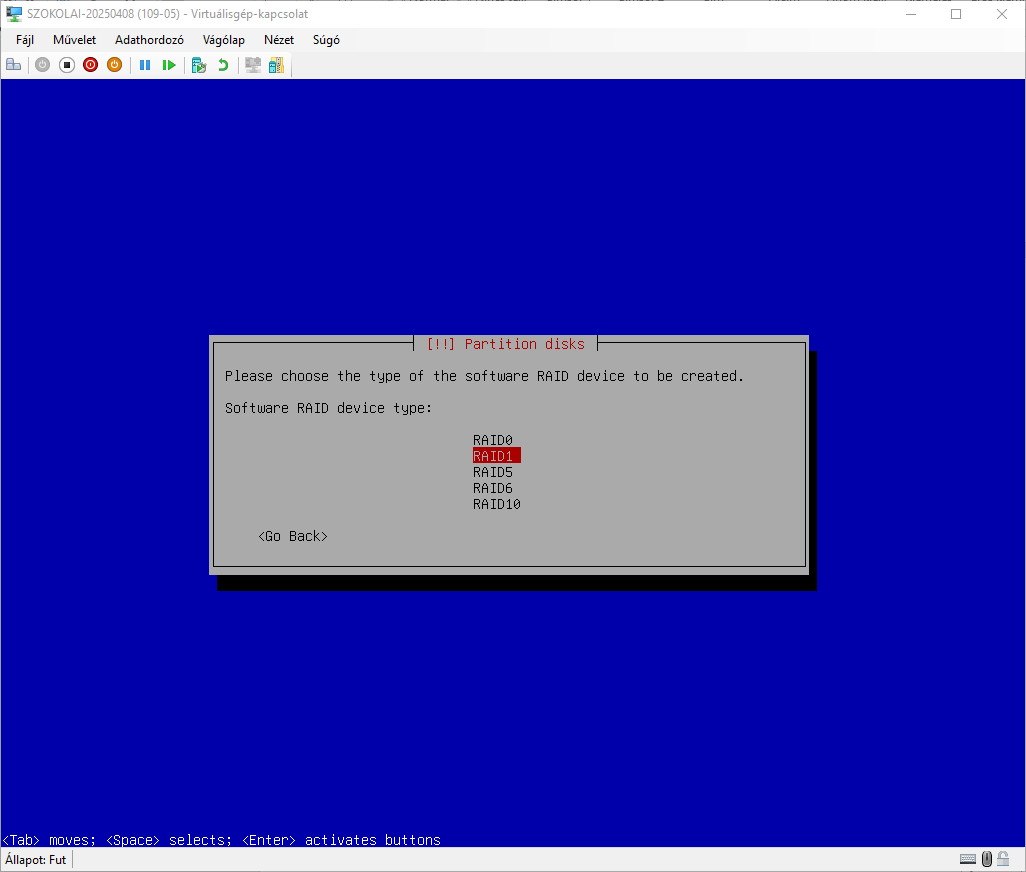 SZOKOLAI-20250408 (109-05) - Virtuálisgép-kapcsolat
Fájl Művelet Adathordozó Vágólap Nézet Súgó
[!!] Partition disks
Please choose the type of the software RAID device to be created.
Software RAID device type:
RAID0
RAID1
RAID5
RAID6
RAID10
<Go Back>
<Tab> moves; <Space> selects; <Enter> activates buttons
Állapot: Fut